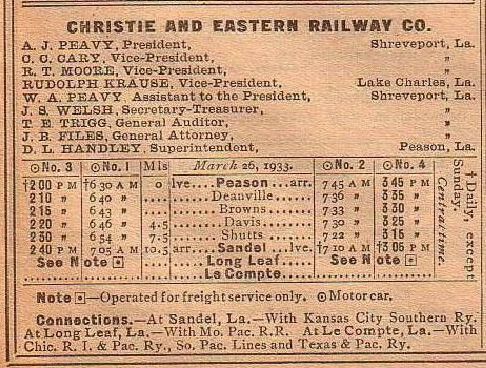 CHRISTIE AND EASTERN RAILWAY CO.
A. J. PEAVY, President, Shreveport, La.
C. C. CARY, Vice-President, "
R. T. MOORE, Vice-President, "
RUDOLPH KRAUSE, Vice-President, Lake Charles, La.
W. A. PEAVY, Assistant to the President, Shreveport, La.
J. S. WELSH, Secretary-Treasurer, "
T. E. TRIGG, General Auditor, "
J. B. FILES, General Attorney, "
D. L. HANDLEY, Superintendent, Peason, La.
⊙No. 3 ⊙No. 1 Mls March 26, 1933. ⊙No. 2 ⊙No. 4
†2 00 P M †6 30 A M 0 lve....Peason...arr. 7 45 A M 3 45 P M
2 10 " 6 40 " .....Deanville..... 7 36 " 3 35 "
2 15 " 6 43 " .....Browns..... 7 33 " 3 30 "
2 20 " 6 46 " 4.5 .....Davis..... 7 30 " 3 25 "
2 30 " 6 54 " 7.5 .....Shutts..... 7 22 " 3 15 "
2 40 P M 7 05 A M 10.5 arr....Sandel...lve. †7 10 A M †3 05 P M
See Note ⊡ .....Long Leaf..... See Note ⊡
.....Le Compte.....
† Daily, except Sunday.
Central time.
Note ⊡—Operated for freight service only. ⊙Motor car.
Connections.—At Sandel, La.—With Kansas City Southern Ry.
At Long Leaf, La.—With Mo. Pac. R.R. At Le Compte, La.—With
Chic. R. I. & Pac. Ry., So. Pac. Lines and Texas & Pac. Ry.